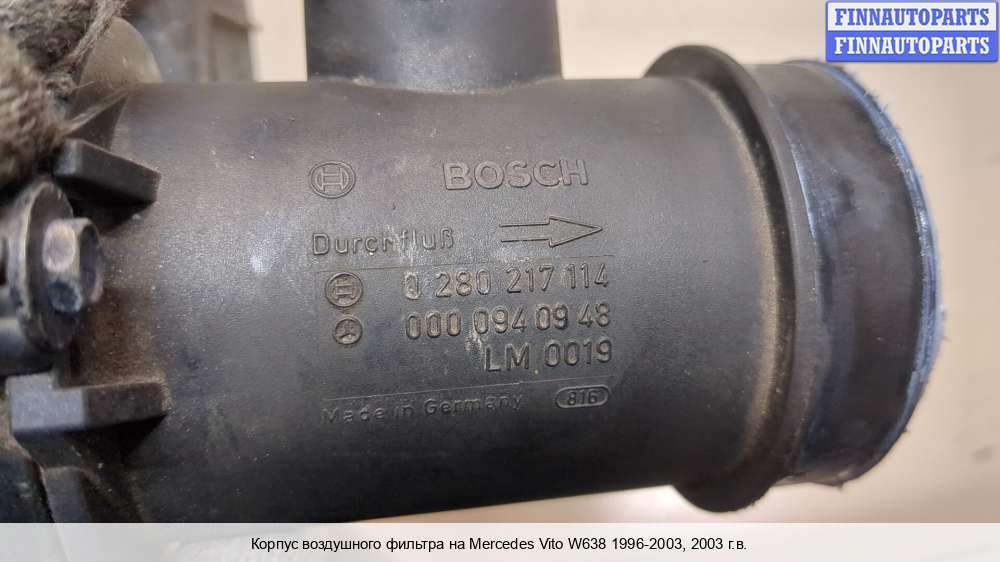 FINNAUTOPARTS
FINNAUTOPARTS
BOSCH
Durchfluß
0 280 217 114
000 094 09 48
LM 0019
Made in Germany 816
Корпус воздушного фильтра на Mercedes Vito W638 1996-2003, 2003 г.в.